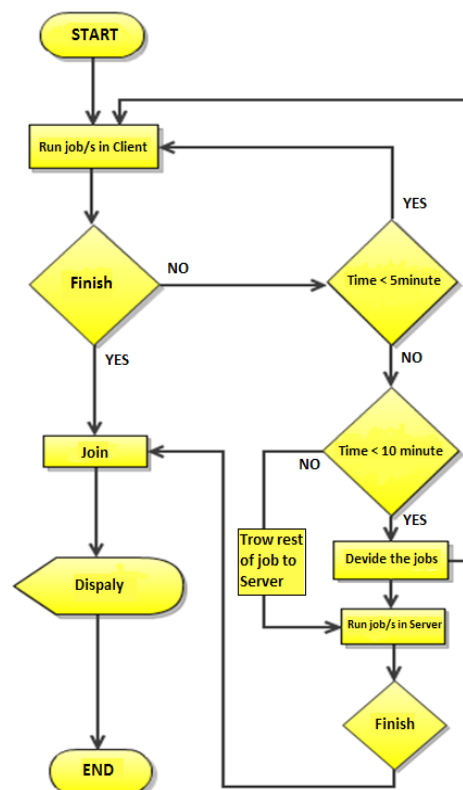 START
Run job/s in Client
YES
Finish
NO
Time < 5minute
YES
NO
Join
NO
Time < 10 minute
YES
Trow rest
of job to
Server
Devide the jobs
Dispaly
Run job/s in Server
Finish
END